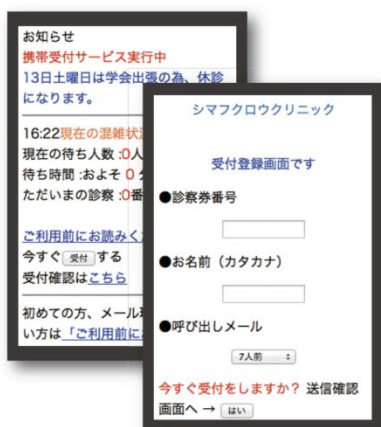 お知らせ
携帯受付サービス実行中
13日土曜日は学会出張の為、休診
になります。
16:22現在の混雑状
現在の待ち人数 :0人
待ち時間 :およそ 0
ただいまの診察 :0番
ご利用前にお読みく
今すぐ 受付 する
受付確認はこちら
初めての方、メール
い方は「ご利用前に
シマフクロウクリニック
受付登録画面です
●診察券番号
●お名前（カタカナ）
●呼び出しメール
7人前
今すぐ受付をしますか？ 送信確認
画面へ → はい